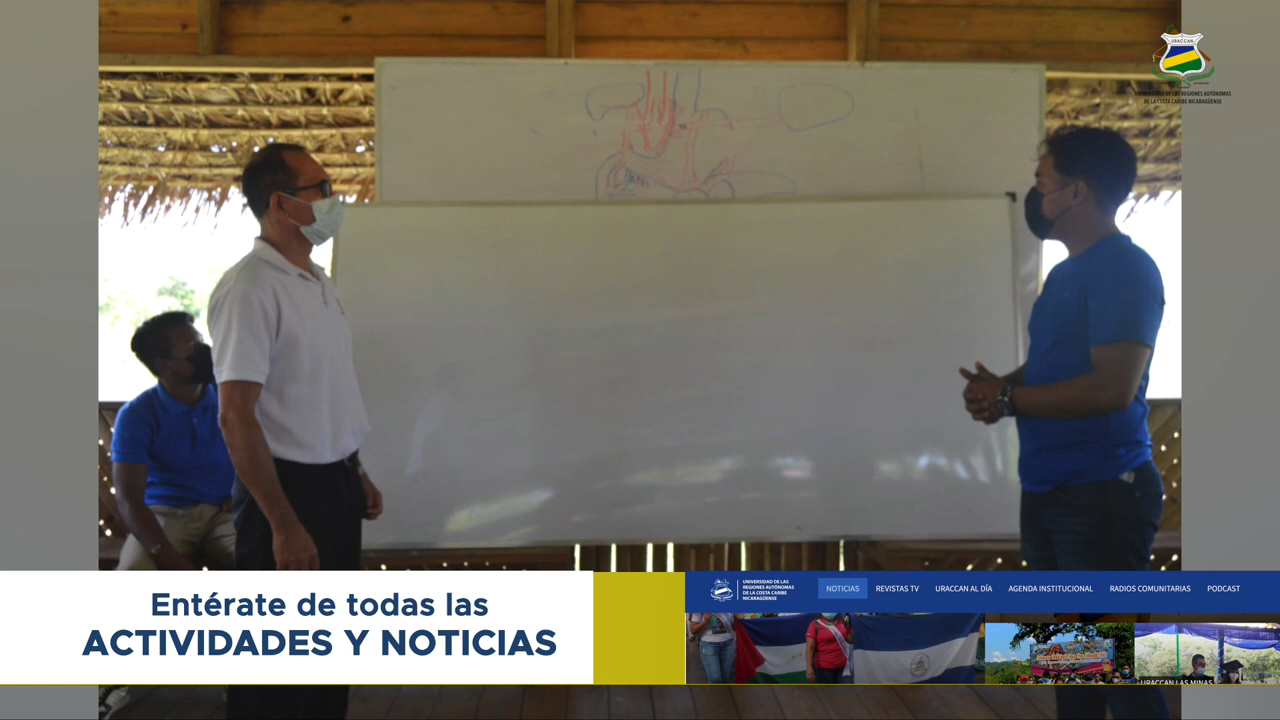 URACCAN
UNIVERSIDAD DE LAS REGIONES AUTÓNOMAS
DE LA COSTA CARIBE NICARAGÜENSE
Entérate de todas las
ACTIVIDADES Y NOTICIAS
UNIVERSIDAD DE LAS
REGIONES AUTÓNOMAS
DE LA COSTA CARIBE
NICARAGÜENSE
NOTICIAS REVISTAS TV URACCAN AL DÍA AGENDA INSTITUCIONAL RADIOS COMUNITARIAS PODCAST
URACCAN LAS MINAS